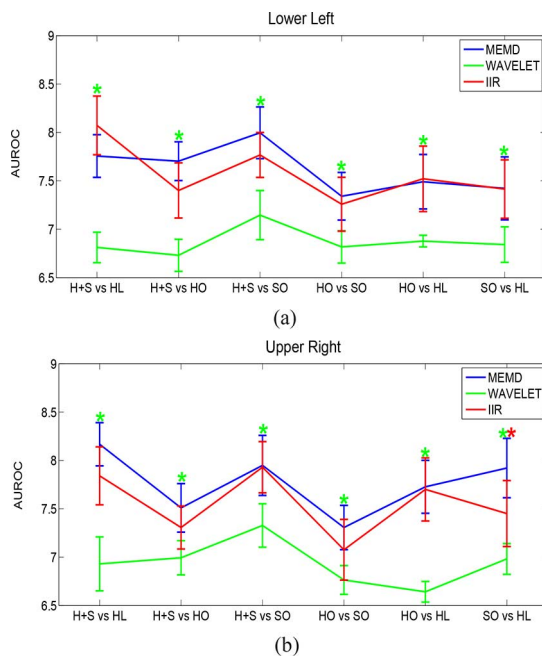 Lower Left
9
8.5
8
7.5
7
6.5
AUROC
MEMD
WAVELET
IIR
*
*
*
*
*
*
H+S vs HL
H+S vs HO
H+S vs SO
HO vs SO
HO vs HL
SO vs HL
(a)
Upper Right
9
8.5
8
7.5
7
6.5
AUROC
MEMD
WAVELET
IIR
*
*
*
*
*
**
H+S vs HL
H+S vs HO
H+S vs SO
HO vs SO
HO vs HL
SO vs HL
(b)